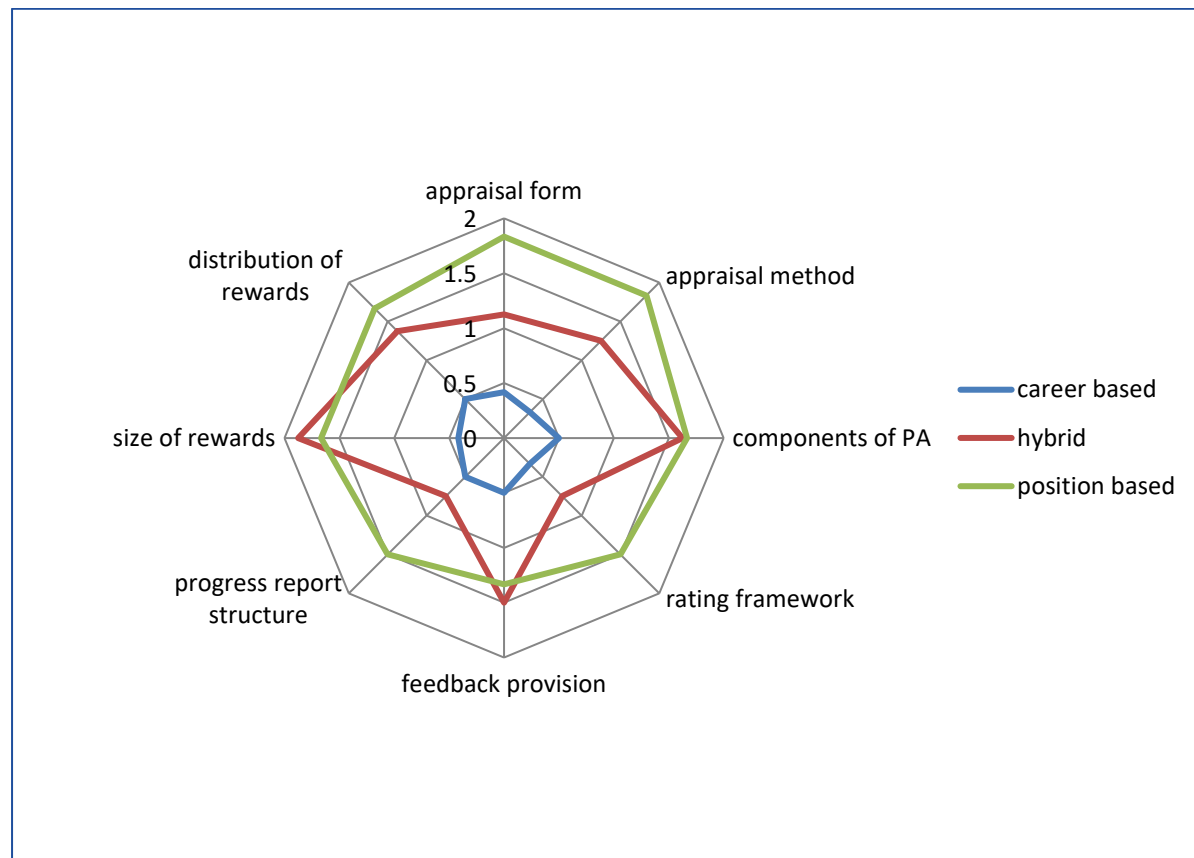 appraisal form
2
distribution of
rewards
appraisal method
1.5
1
0.5
career based
size of rewards
0
components of PA
hybrid
position based
progress report
structure
rating framework
feedback provision